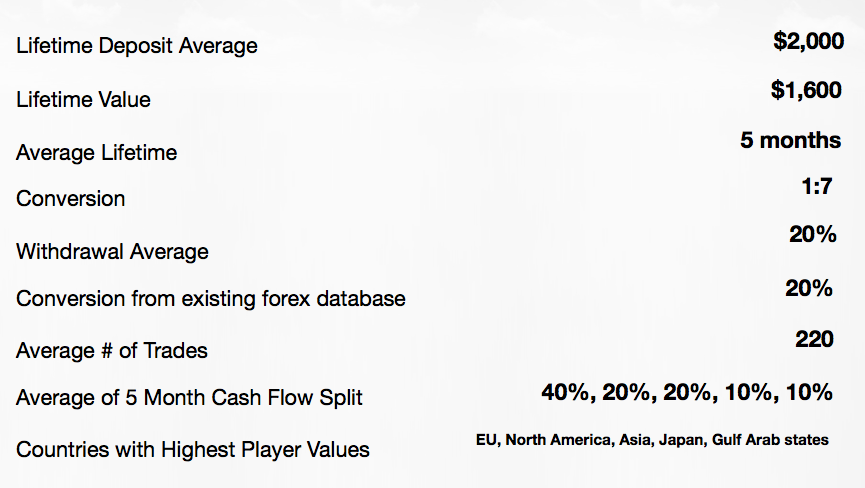 Lifetime Deposit Average $2,000
Lifetime Value $1,600
Average Lifetime 5 months
Conversion 1:7
Withdrawal Average 20%
Conversion from existing forex database 20%
Average # of Trades 220
Average of 5 Month Cash Flow Split 40%, 20%, 20%, 10%, 10%
Countries with Highest Player Values EU, North America, Asia, Japan, Gulf Arab states